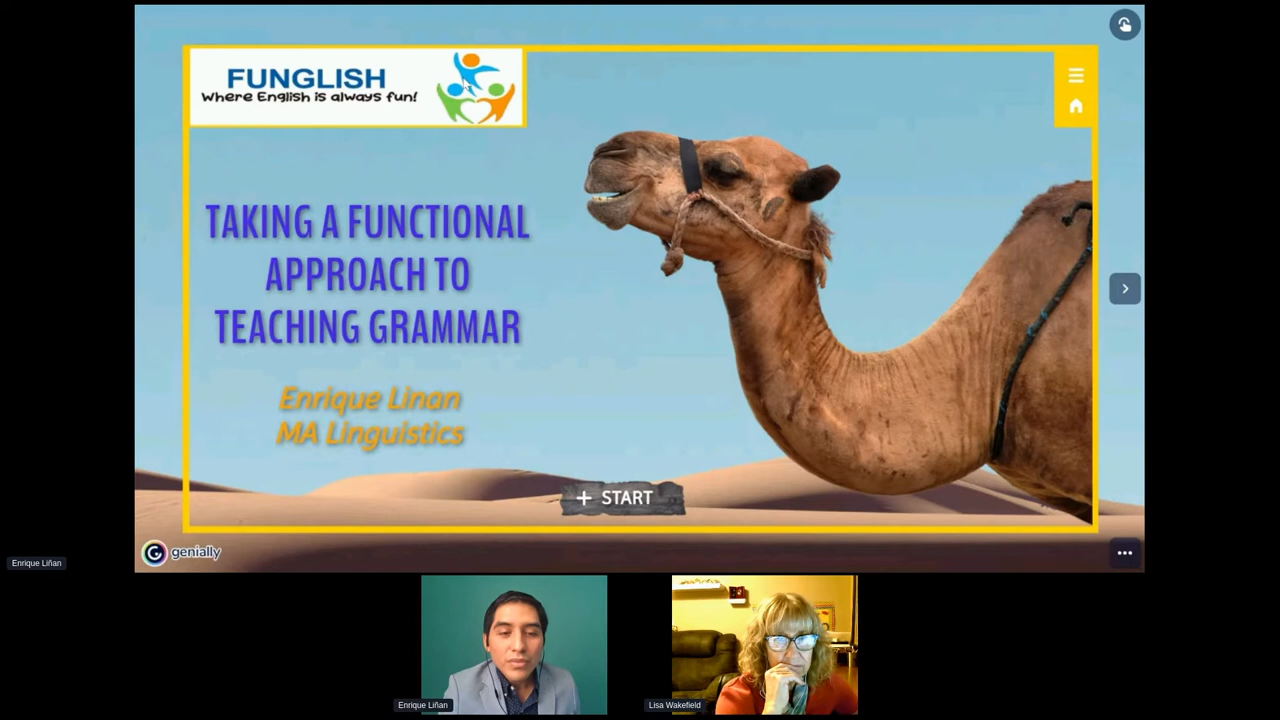 FUNGLISH
Where English is always fun!
TAKING A FUNCTIONAL
APPROACH TO
TEACHING GRAMMAR
Enrique Linan
MA Linguistics
+ START
genially
Enrique Liñan
Enrique Liñan
Lisa Wakefield